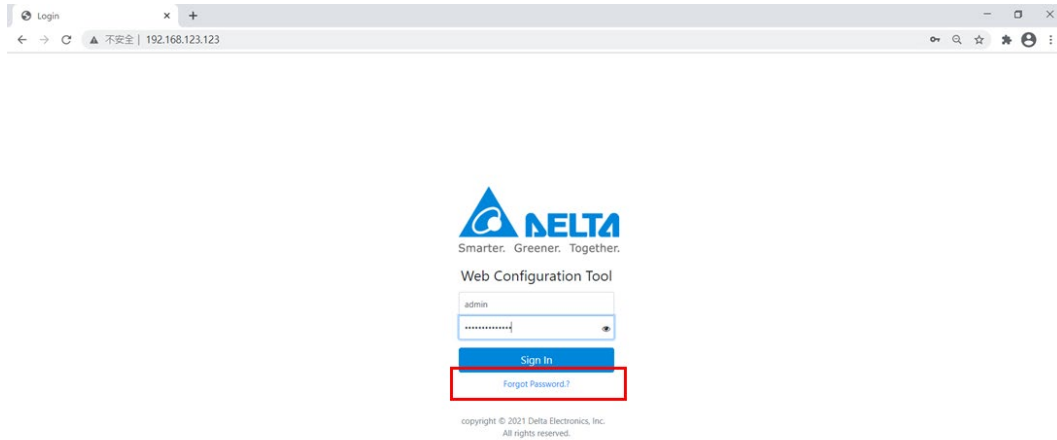 Login
不安全 | 192.168.123.123
DELTA
Smarter. Greener. Together.
Web Configuration Tool
admin
Sign In
Forgot Password.?
copyright © 2021 Delta Electronics, Inc.
All rights reserved.